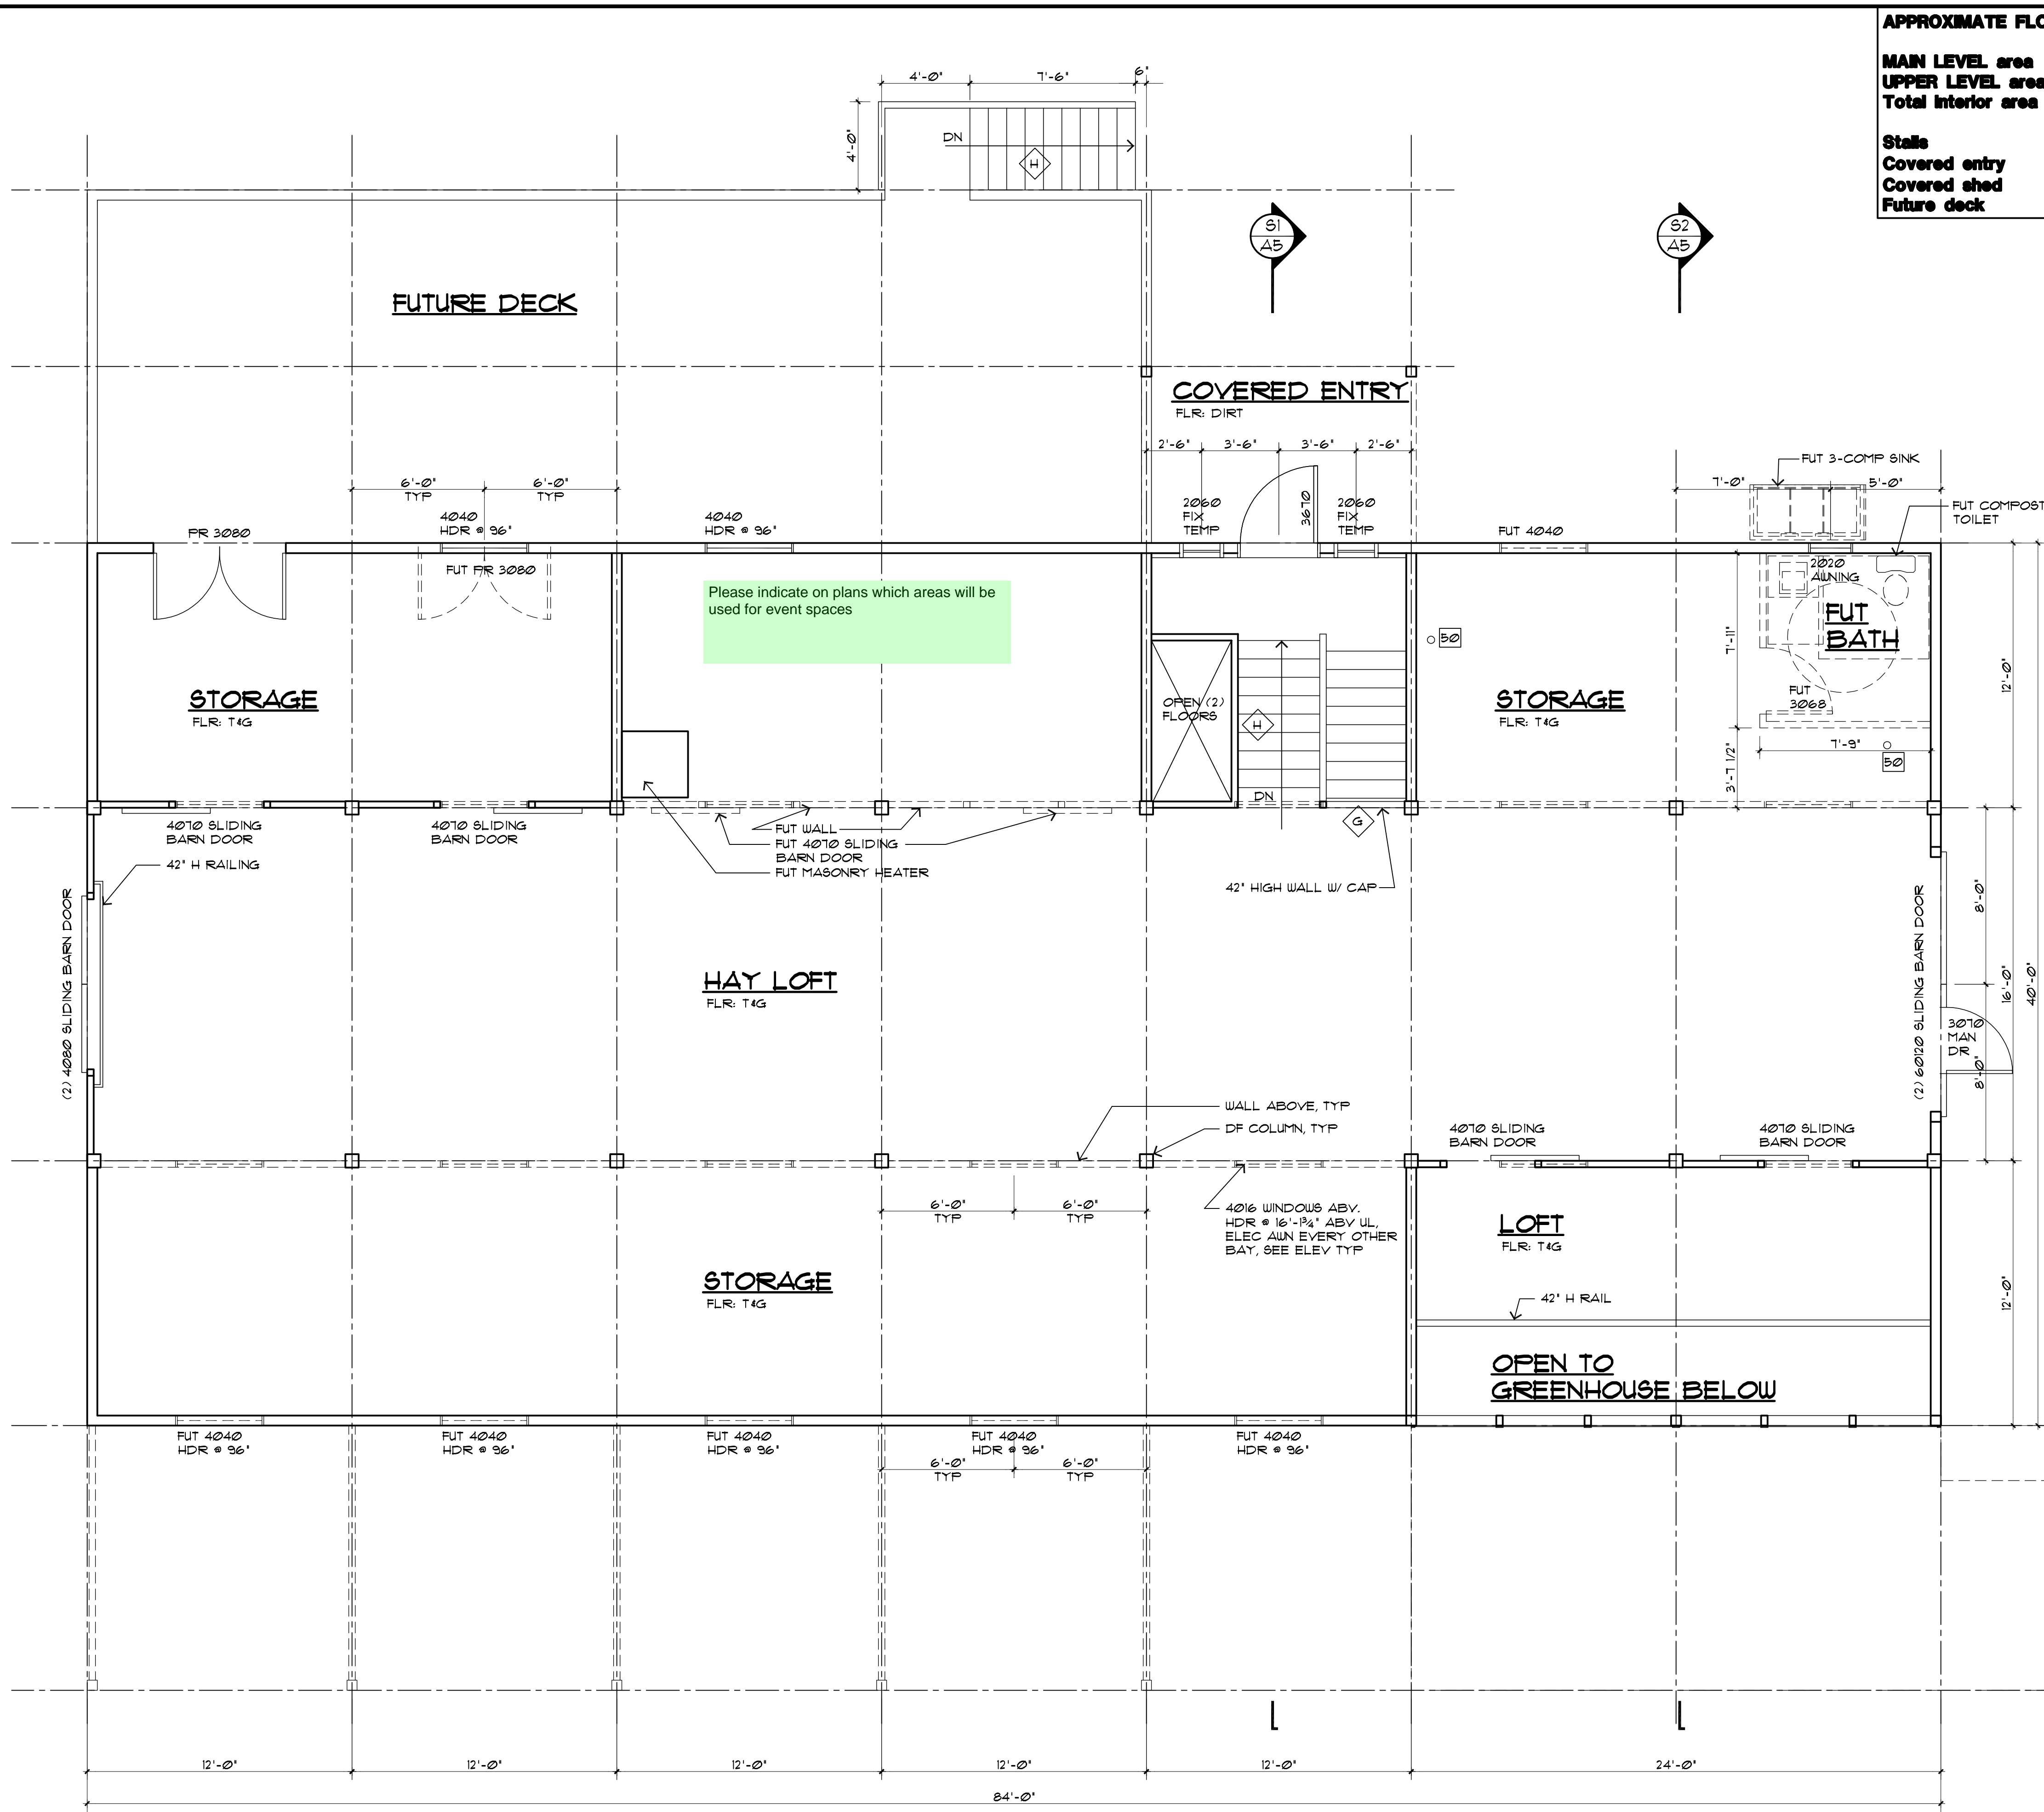 APPROXIMATE
MAIN LEVEL area
UPPER LEVEL area
Total interior area
Stalls
Covered entry
Covered shed
Future deck
4'-0"
7'-6"
6"
4'-0"
DN
H
S1
A5
S2
A5
FUTURE DECK
COVERED ENTRY
FLR: DIRT
2'-6"
3'-6"
3'-6"
2'-6"
FUT 3-COMP SINK
7'-0"
5'-0"
FUT COMPOST
TOILET
6'-0"
TYP
6'-0"
TYP
PR 3080
4040
HDR @ 96"
4040
HDR @ 96"
2060
FIX
TEMP
3670
2060
FIX
TEMP
FUT 4040
FUT PR 3080
2020
AWNING
Please indicate on plans which areas will be
used for event spaces
FUT
BATH
50
7'-11"
12'-0"
STORAGE
FLR: T&G
OPEN (2)
FLOORS
H
STORAGE
FLR: T&G
FUT
3068
7'-9"
50
3'-7 1/2"
DN
G
4070 SLIDING
BARN DOOR
4070 SLIDING
BARN DOOR
FUT WALL
FUT 4070 SLIDING
BARN DOOR
FUT MASONRY HEATER
42" H RAILING
42" HIGH WALL W/ CAP
(2) 4080 SLIDING BARN DOOR
(2) 60120 SLIDING BARN DOOR
8'-0"
16'-0"
40'-0"
HAY LOFT
FLR: T&G
3070
MAN
DR
8'-0"
WALL ABOVE, TYP
DF COLUMN, TYP
4070 SLIDING
BARN DOOR
4070 SLIDING
BARN DOOR
6'-0"
TYP
6'-0"
TYP
4016 WINDOWS ABV.
HDR @ 16'-1¾" ABV UL,
ELEC AWN EVERY OTHER
BAY, SEE ELEV TYP
LOFT
FLR: T&G
STORAGE
FLR: T&G
42" H RAIL
12'-0"
OPEN TO
GREENHOUSE BELOW
FUT 4040
HDR @ 96"
FUT 4040
HDR @ 96"
FUT 4040
HDR @ 96"
FUT 4040
HDR @ 96"
FUT 4040
HDR @ 96"
6'-0"
TYP
6'-0"
TYP
12'-0"
12'-0"
12'-0"
12'-0"
12'-0"
24'-0"
84'-0"